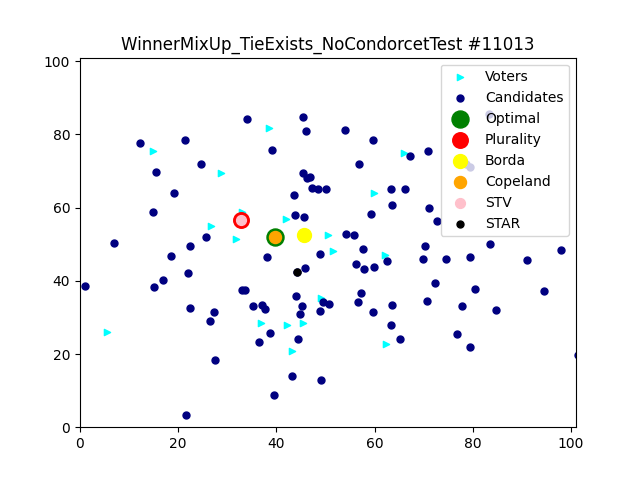 WinnerMixUp_TieExists_NoCondorcetTest #11013
100
80
60
40
20
0
0 20 40 60 80 100
Voters
Candidates
Optimal
Plurality
Borda
Copeland
STV
STAR